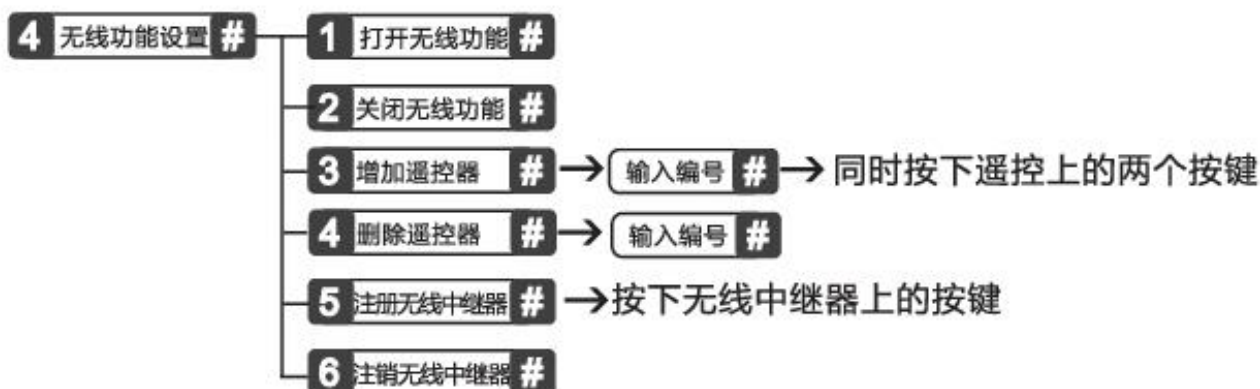 4 无线功能设置 # 1 打开无线功能 #
2 关闭无线功能 #
3 增加遥控器 # → 输入编号 # → 同时按下遥控上的两个按键
4 删除遥控器 # → 输入编号 #
5 注册无线中继器 # → 按下无线中继器上的按键
6 注销无线中继器 #